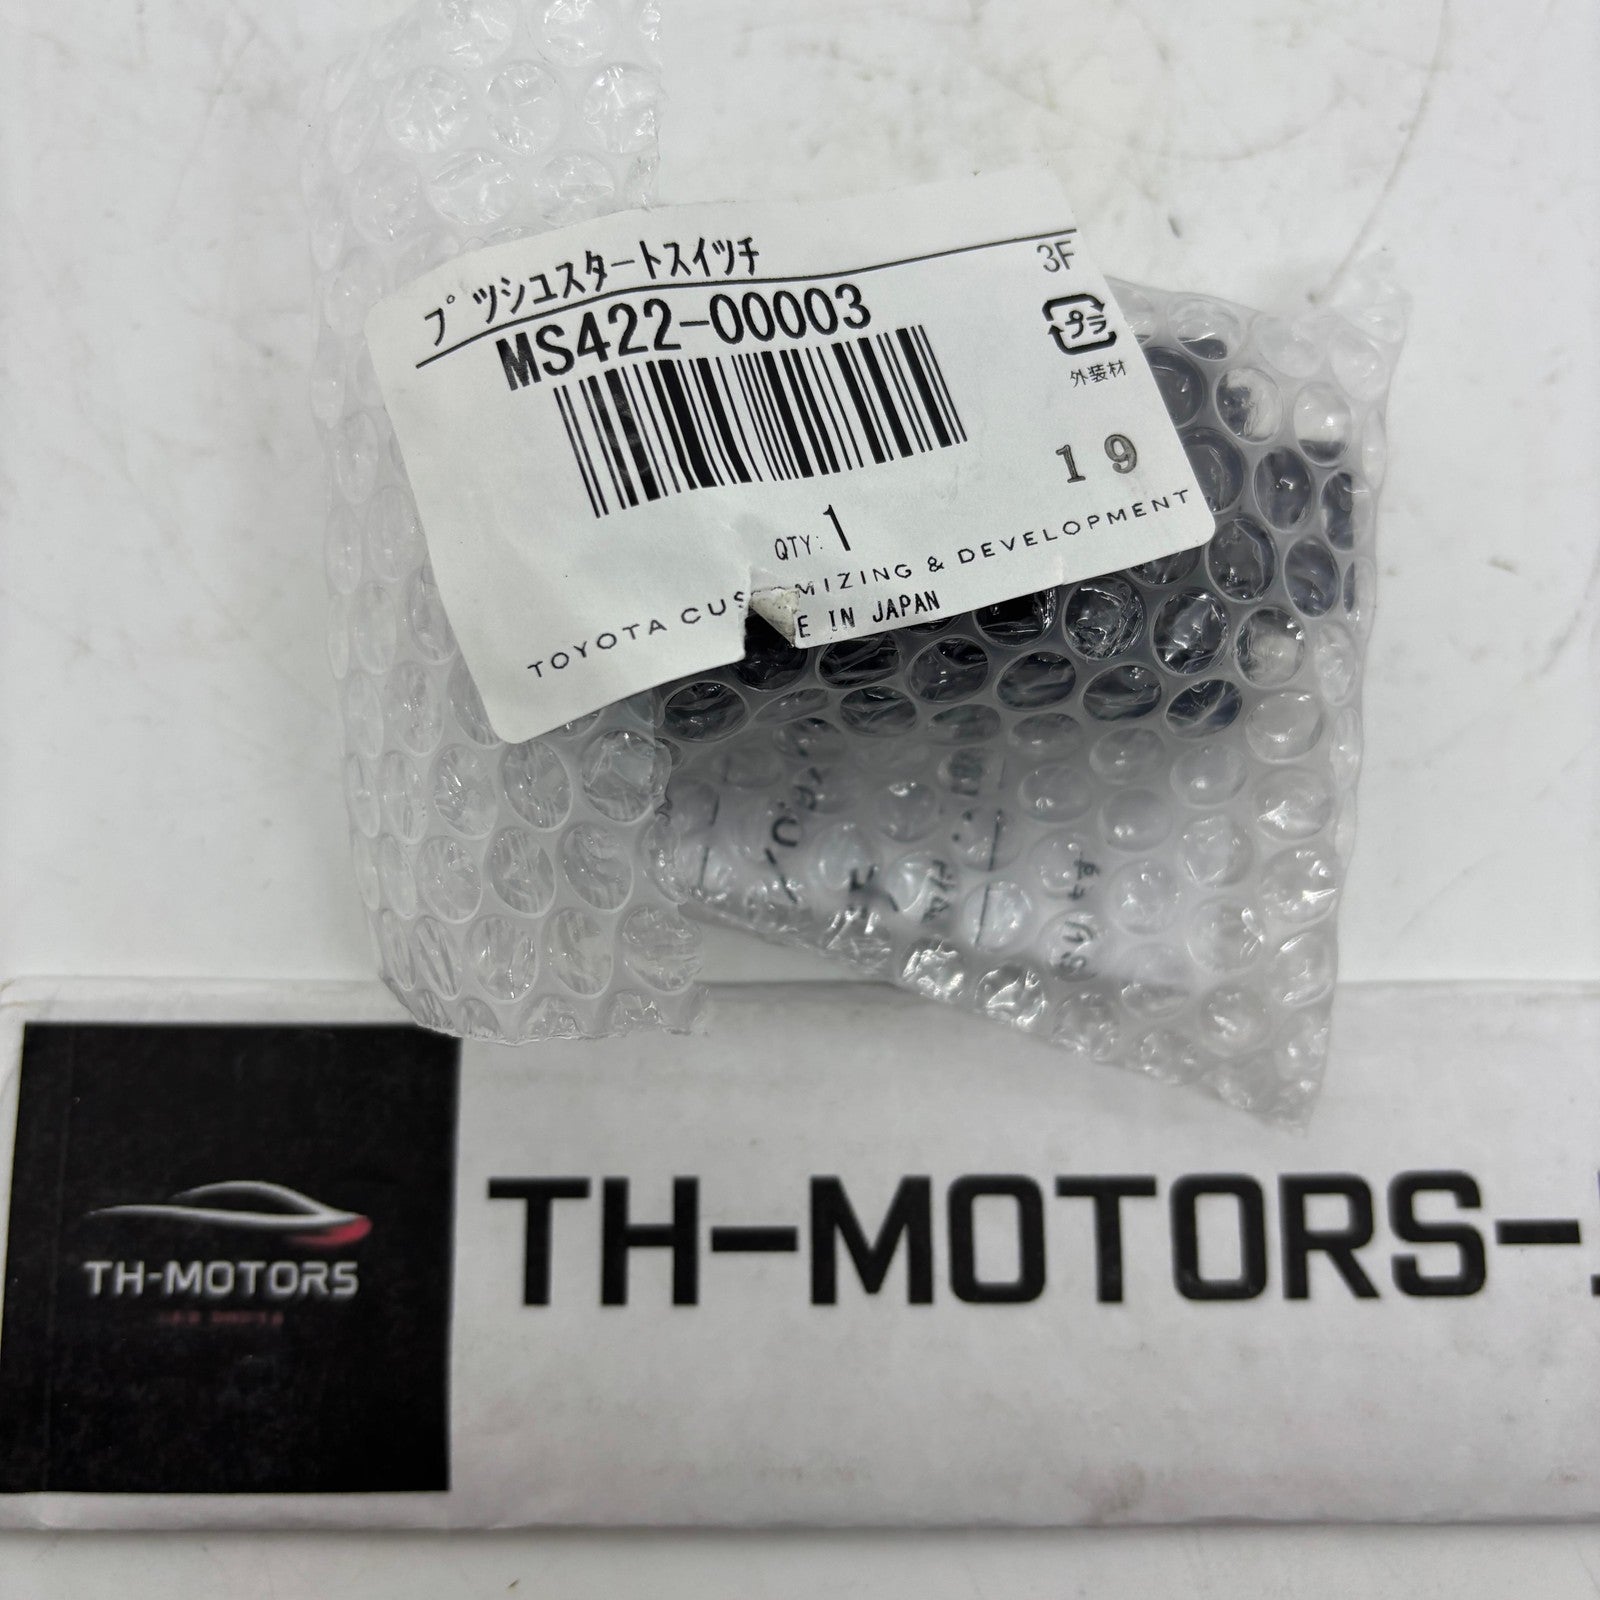 プッシュスタートスイッチ
3F
MS422-00003
プラ
外装材
19
QTY: 1
TOYOTA CUS MIZING & DEVELOPMENT
E IN JAPAN
TH-MOTORS
TH-MOTORS-